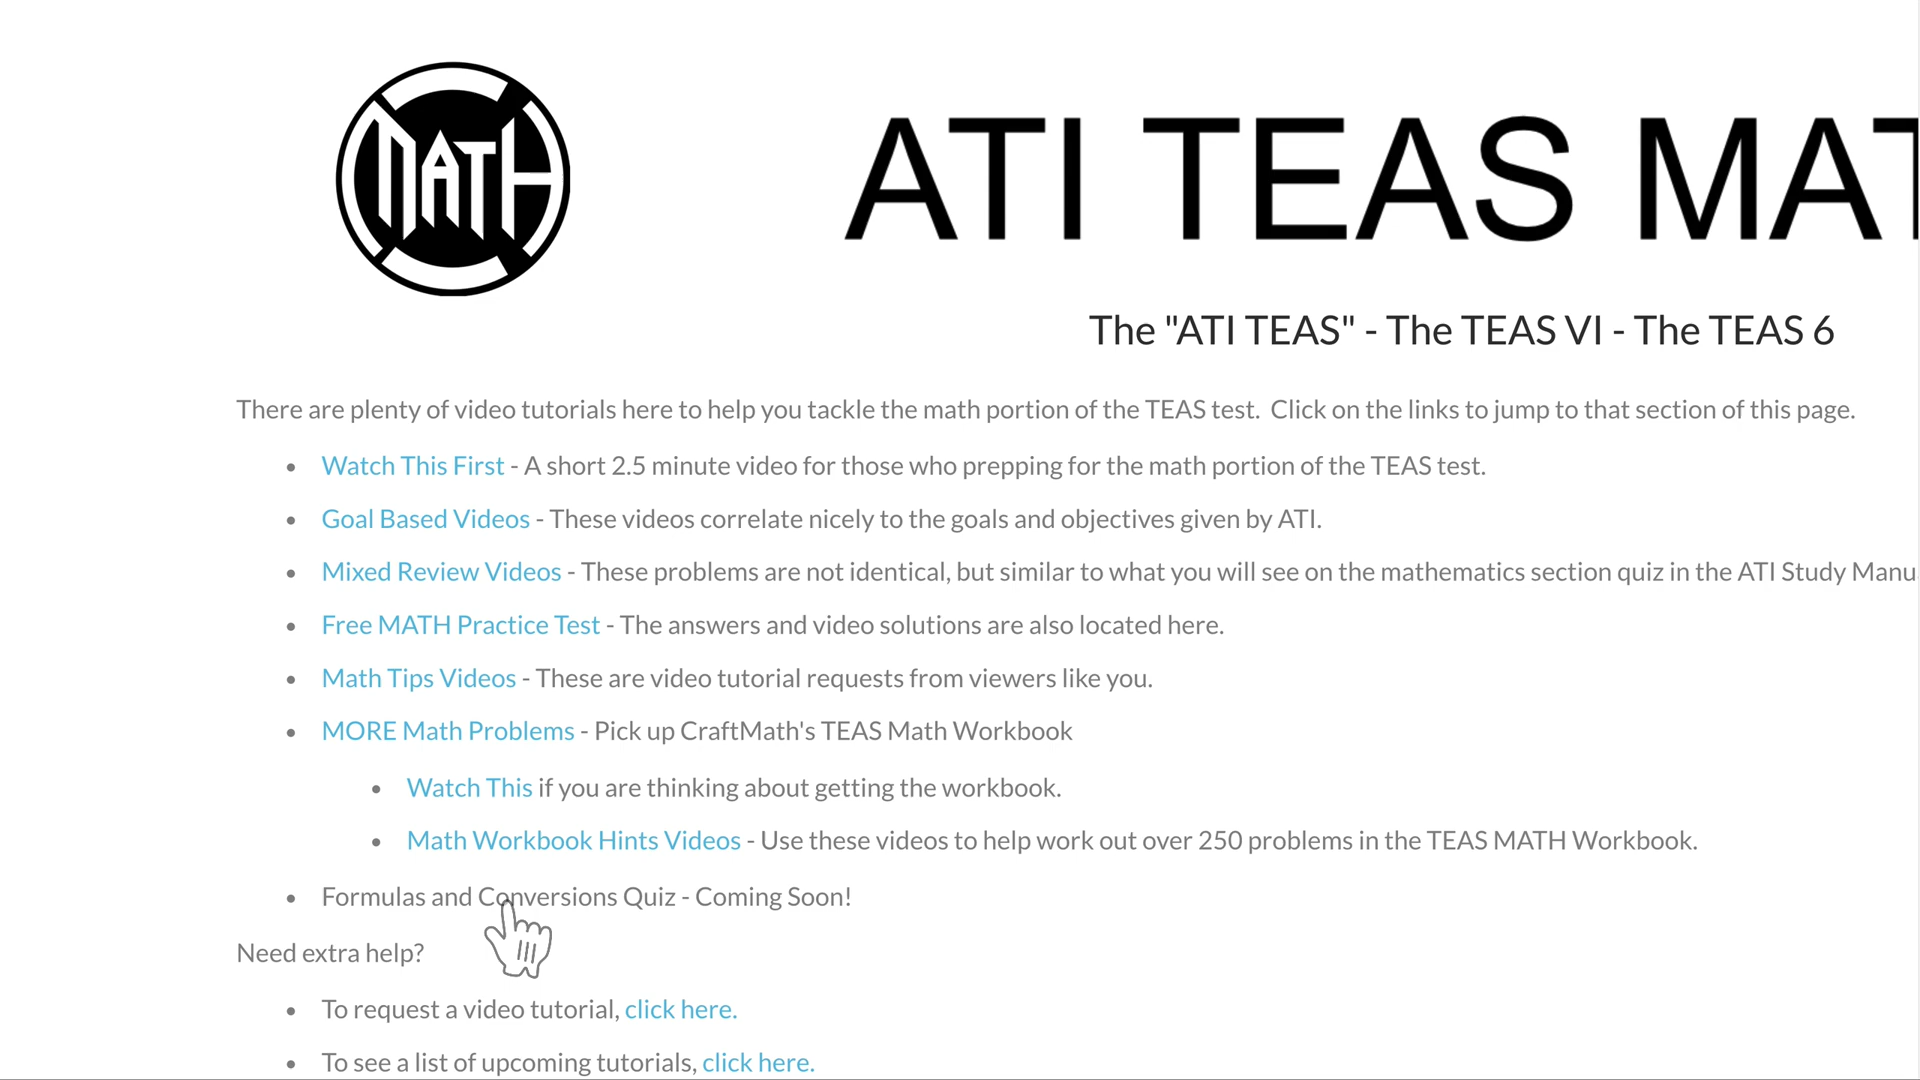 MATH
ATI TEAS MAT
The "ATI TEAS" - The TEAS VI - The TEAS 6
There are plenty of video tutorials here to help you tackle the math portion of the TEAS test.  Click on the links to jump to that section of this page.
• Watch This First - A short 2.5 minute video for those who prepping for the math portion of the TEAS test.
• Goal Based Videos - These videos correlate nicely to the goals and objectives given by ATI.
• Mixed Review Videos - These problems are not identical, but similar to what you will see on the mathematics section quiz in the ATI Study Manu
• Free MATH Practice Test - The answers and video solutions are also located here.
• Math Tips Videos - These are video tutorial requests from viewers like you.
• MORE Math Problems - Pick up CraftMath's TEAS Math Workbook
• Watch This if you are thinking about getting the workbook.
• Math Workbook Hints Videos - Use these videos to help work out over 250 problems in the TEAS MATH Workbook.
• Formulas and Conversions Quiz - Coming Soon!
Need extra help?
• To request a video tutorial, click here.
• To see a list of upcoming tutorials, click here.